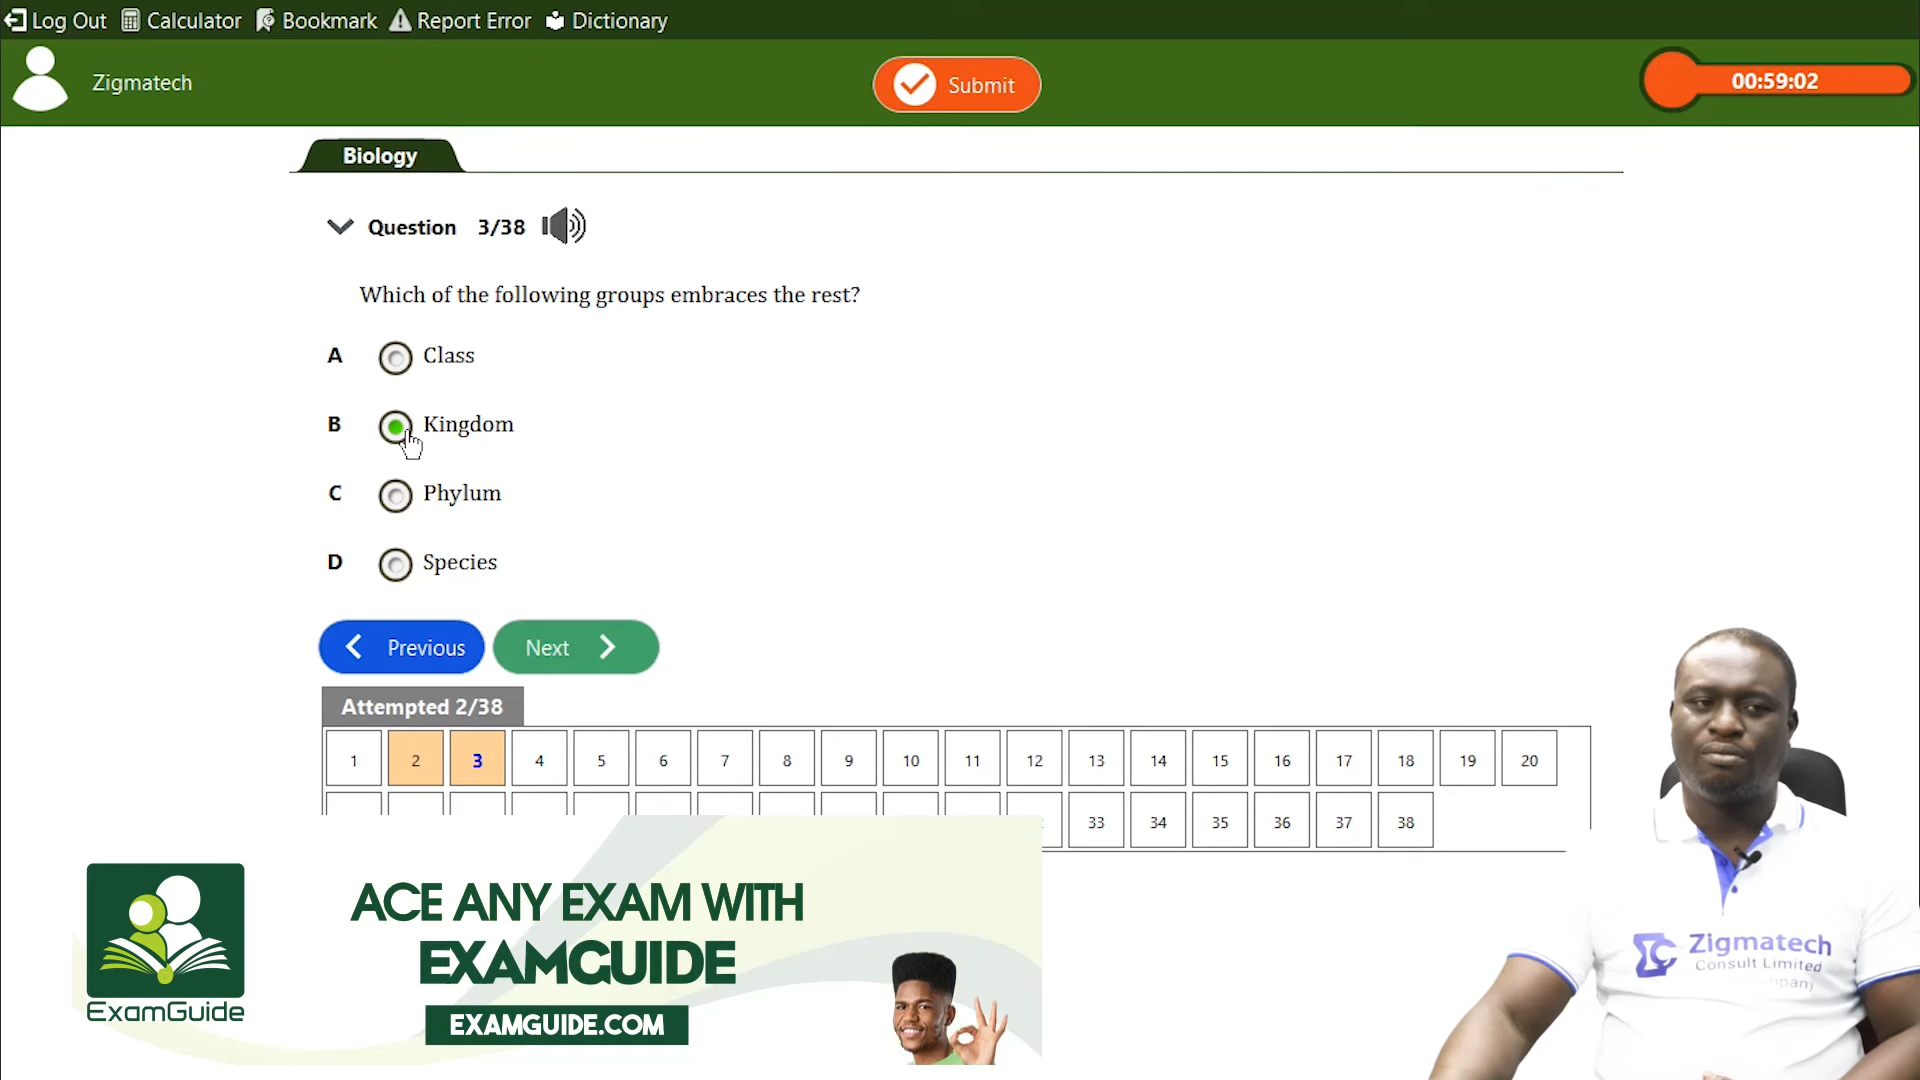 Log Out Calculator Bookmark Report Error Dictionary
Zigmatech
Submit
00:59:02
Biology
Question 3/38
Which of the following groups embraces the rest?
A Class
B Kingdom
C Phylum
D Species
Previous Next
Attempted 2/38
1 2 3 4 5 6 7 8 9 10 11 12 13 14 15 16 17 18 19 20
33 34 35 36 37 38
ACE ANY EXAM WITH
EXAMGUIDE
EXAMGUIDE.COM
ExamGuide
Zigmatech
Consult Limited